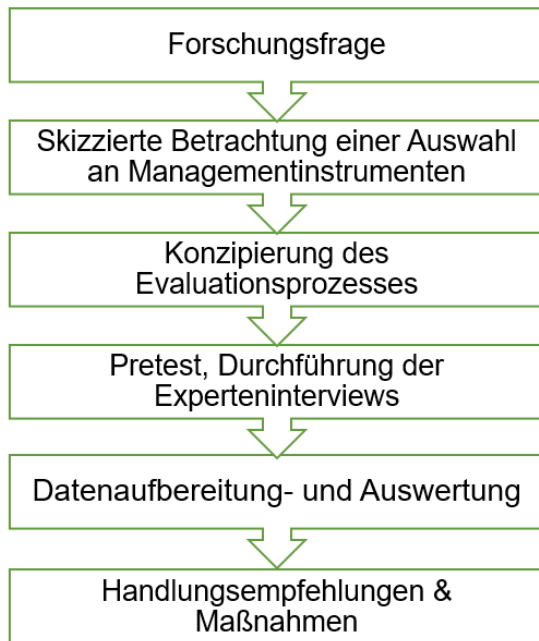 Forschungsfrage
Skizzierte Betrachtung einer Auswahl
an Managementinstrumenten
Konzipierung des
Evaluationsprozesses
Pretest, Durchführung der
Experteninterviews
Datenaufbereitung- und Auswertung
Handlungsempfehlungen &
Maßnahmen